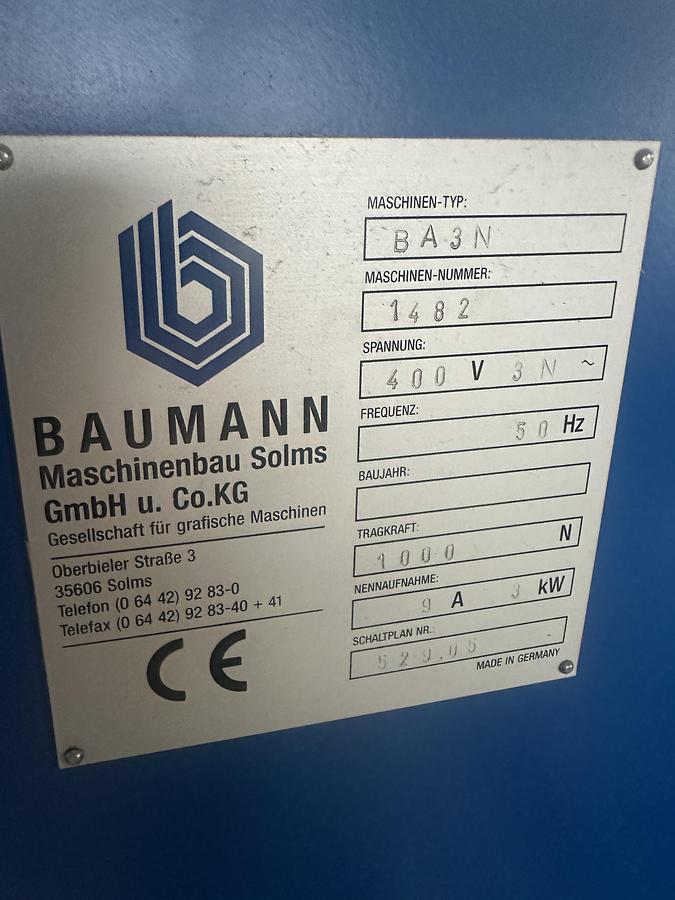 BAUMANN
Maschinenbau Solms
GmbH u. Co.KG
Gesellschaft für grafische Maschinen
Oberbieler Straße 3
35606 Solms
Telefon (0 64 42) 92 83-0
Telefax (0 64 42) 92 83-40 + 41
CE
MASCHINEN-TYP:
BA3N
MASCHINEN-NUMMER:
1482
SPANNUNG:
400 V 3N ~
FREQUENZ:
50 Hz
BAUJAHR:
TRAGKRAFT:
1000 N
NENNAUFNAHME:
9 A 3 kW
SCHALTPLAN NR.:
529.05
MADE IN GERMANY